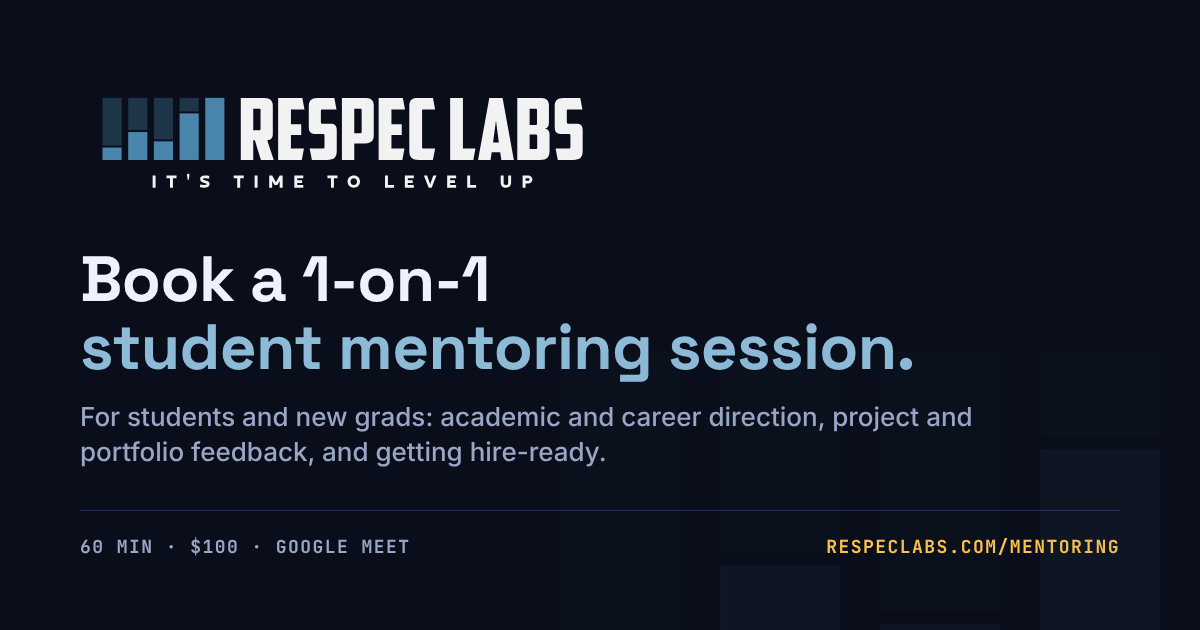 RESPEC LABS
IT'S TIME TO LEVEL UP
Book a 1-on-1
student mentoring session.
For students and new grads: academic and career direction, project and
portfolio feedback, and getting hire-ready.
60 MIN · $100 · GOOGLE MEET
RESPECLABS.COM/MENTORING